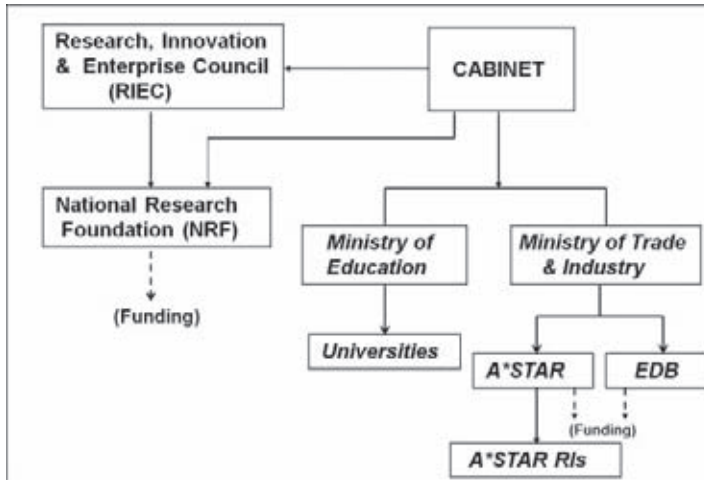 Research, Innovation
& Enterprise Council
(RIEC)
CABINET
National Research
Foundation (NRF)
(Funding)
Ministry of
Education
Ministry of Trade
& Industry
Universities
A*STAR
EDB
(Funding)
A*STAR RIs